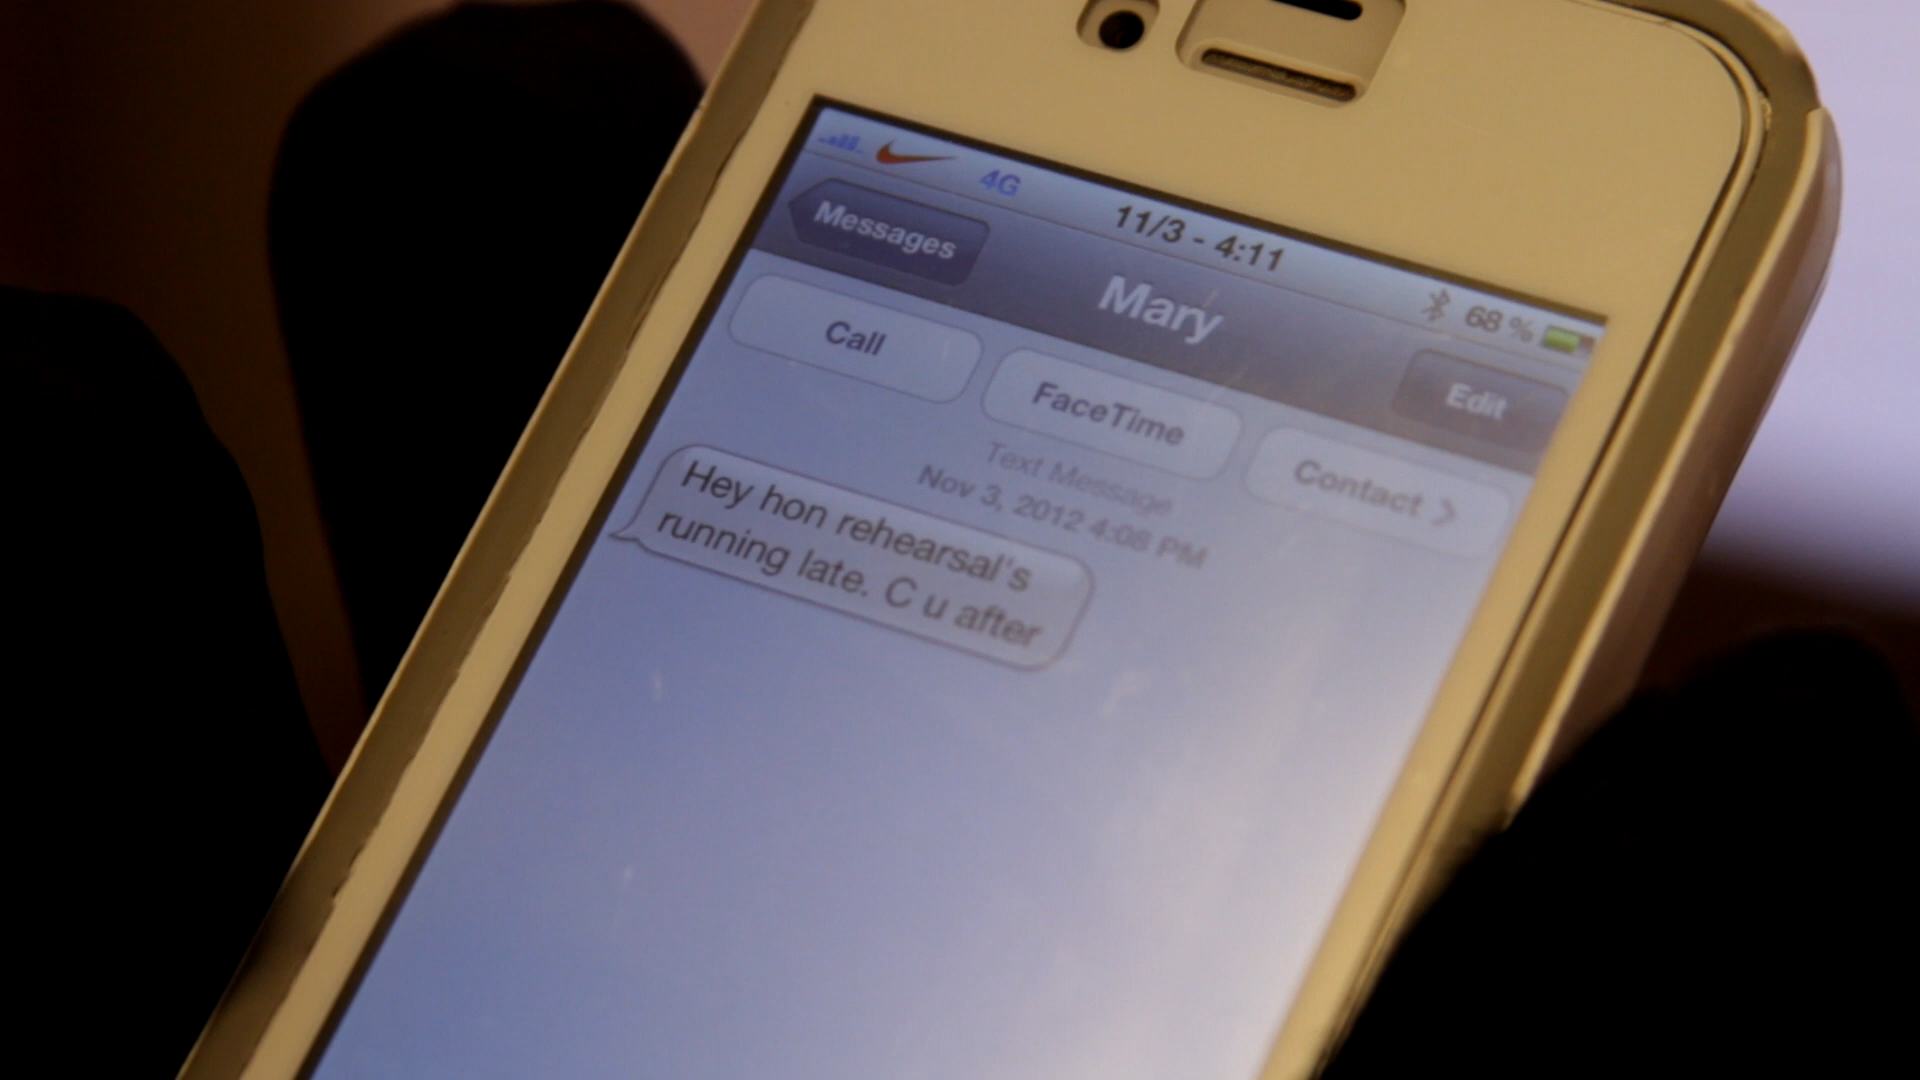 4G 11/3 - 4:11 68 %
Messages Mary Edit
Call FaceTime Contact
Text Message
Nov 3, 2012 4:08 PM
Hey hon rehearsal's
running late. C u after